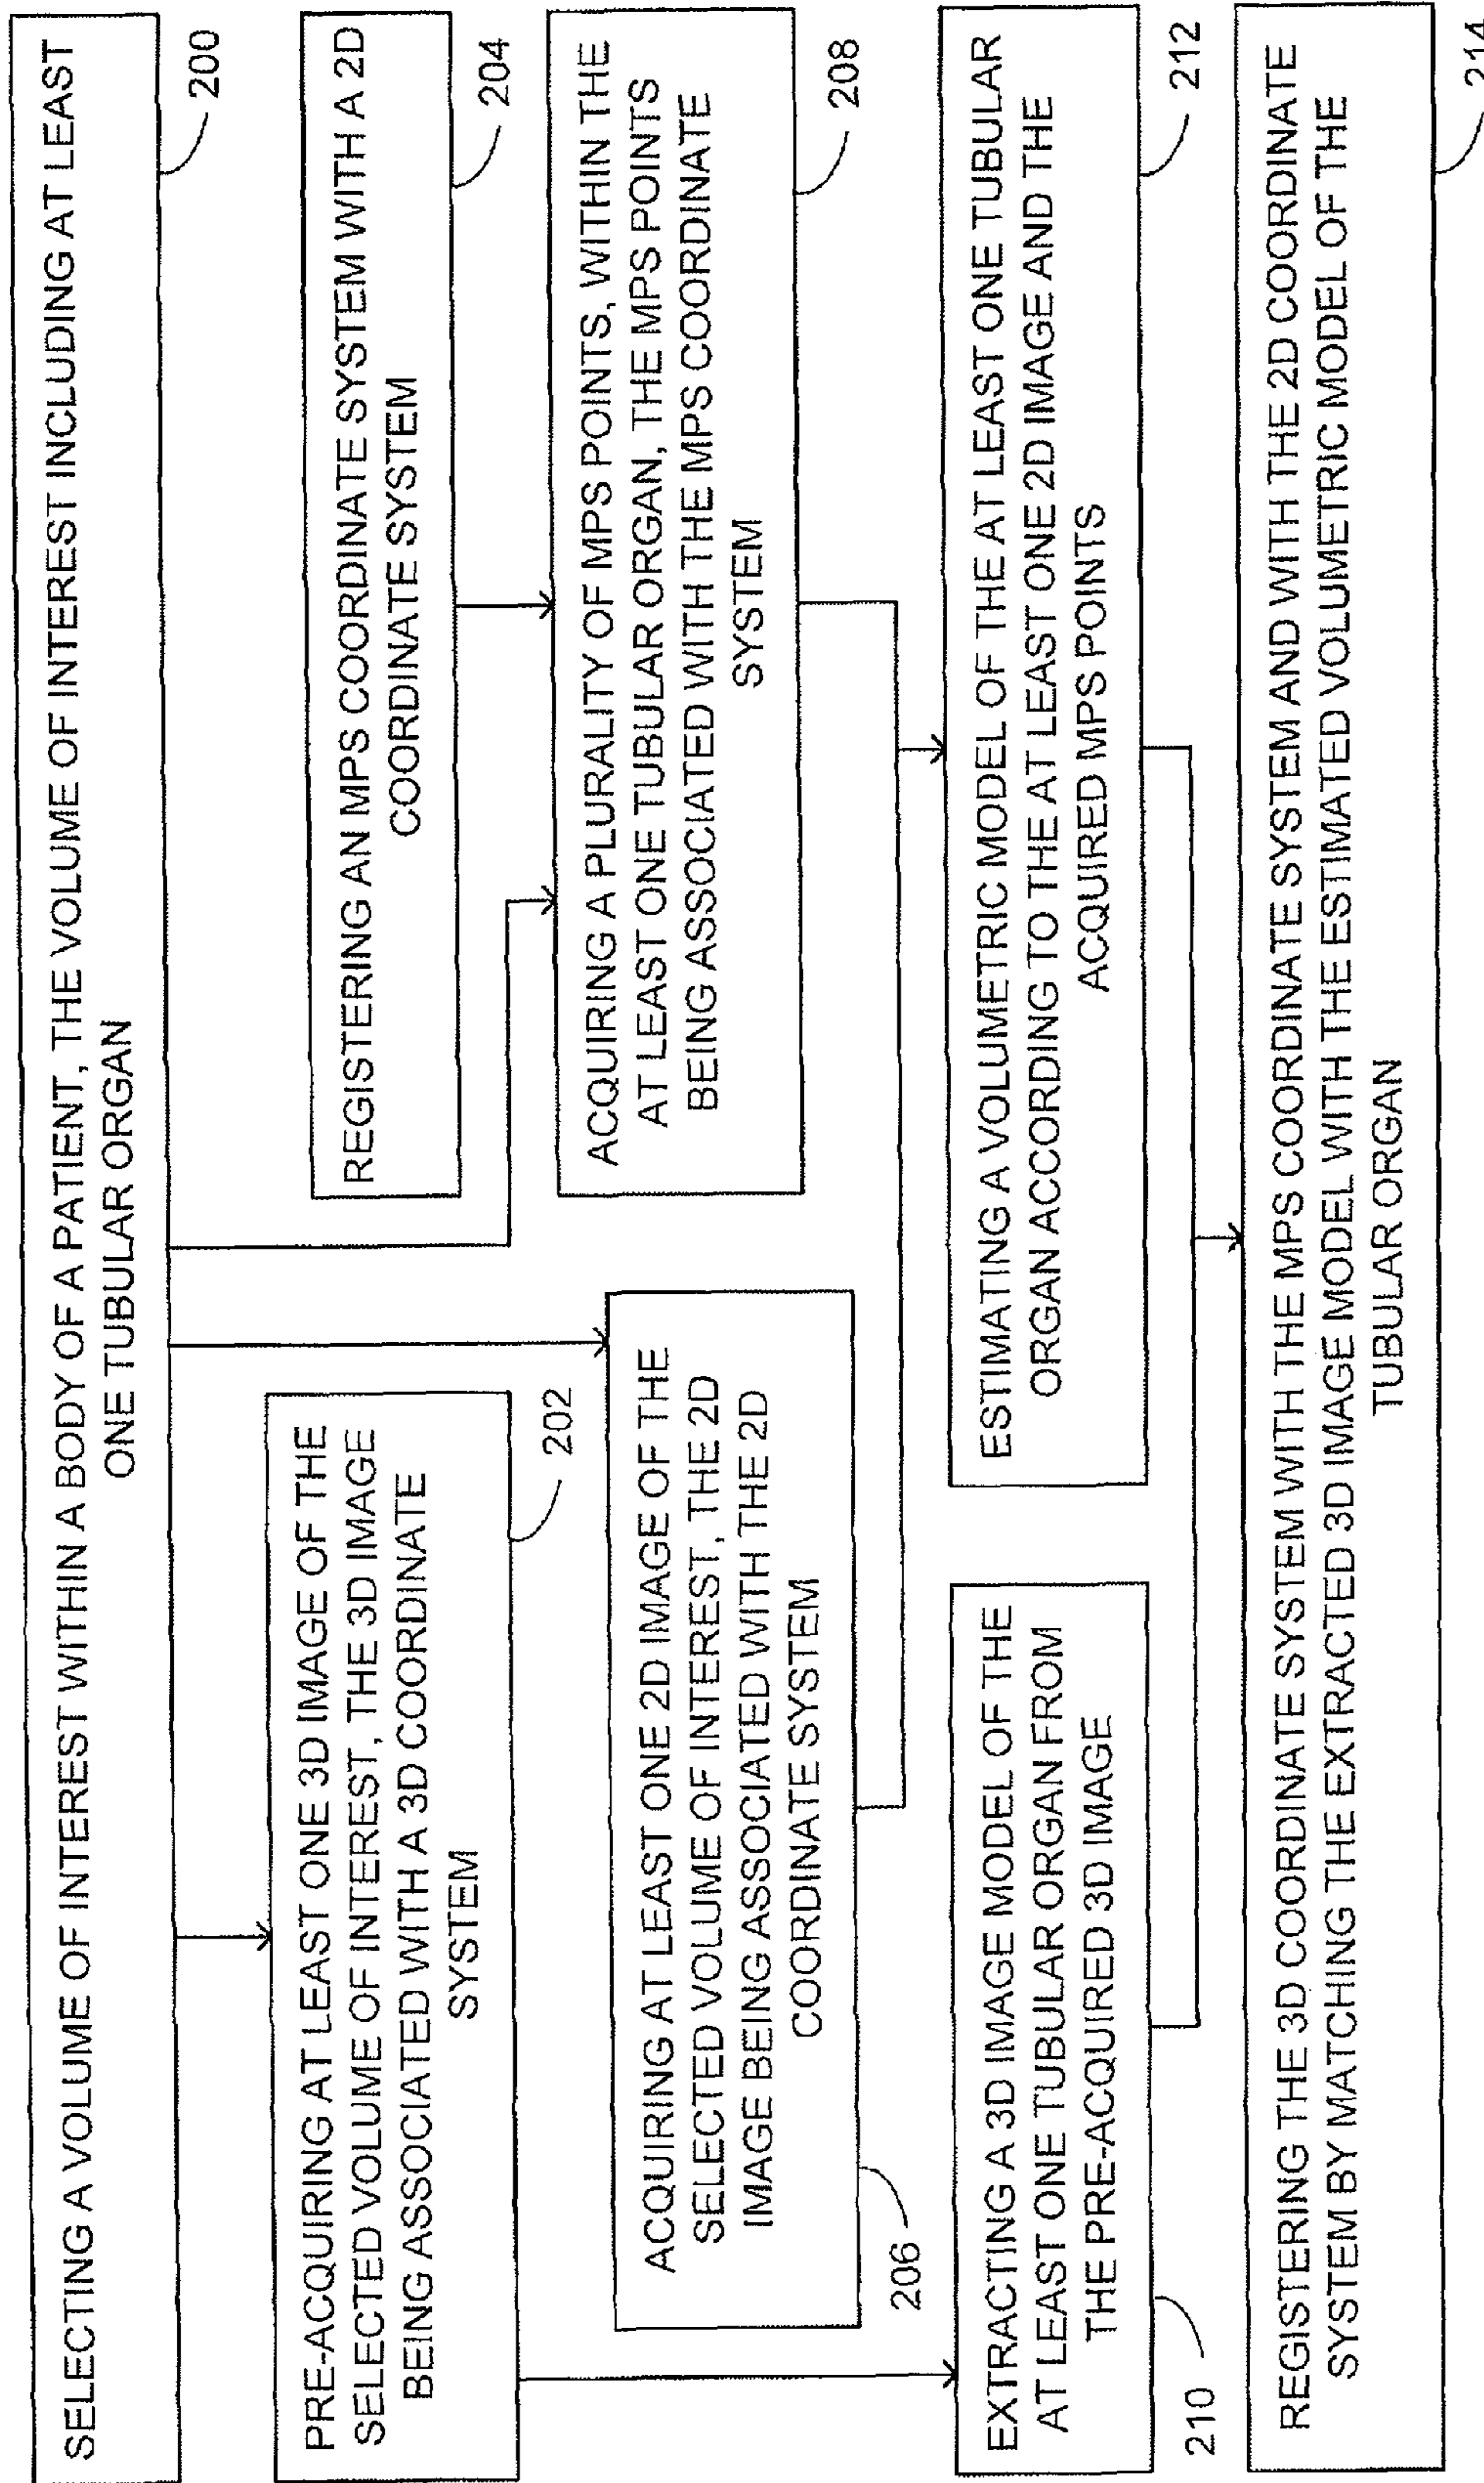 SELECTING A VOLUME OF INTEREST WITHIN A BODY OF A PATIENT, THE VOLUME OF INTEREST INCLUDING AT LEAST
ONE TUBULAR ORGAN
200
PRE-ACQUIRING AT LEAST ONE 3D IMAGE OF THE
SELECTED VOLUME OF INTEREST, THE 3D IMAGE
BEING ASSOCIATED WITH A 3D COORDINATE
SYSTEM
202
REGISTERING AN MPS COORDINATE SYSTEM WITH A 2D
COORDINATE SYSTEM
204
ACQUIRING AT LEAST ONE 2D IMAGE OF THE
SELECTED VOLUME OF INTEREST, THE 2D
IMAGE BEING ASSOCIATED WITH THE 2D
COORDINATE SYSTEM
206
ACQUIRING A PLURALITY OF MPS POINTS, WITHIN THE
AT LEAST ONE TUBULAR ORGAN, THE MPS POINTS
BEING ASSOCIATED WITH THE MPS COORDINATE
SYSTEM
208
EXTRACTING A 3D IMAGE MODEL OF THE
AT LEAST ONE TUBULAR ORGAN FROM
THE PRE-ACQUIRED 3D IMAGE
210
ESTIMATING A VOLUMETRIC MODEL OF THE AT LEAST ONE TUBULAR
ORGAN ACCORDING TO THE AT LEAST ONE 2D IMAGE AND THE
ACQUIRED MPS POINTS
212
REGISTERING THE 3D COORDINATE SYSTEM WITH THE MPS COORDINATE SYSTEM AND WITH THE 2D COORDINATE
SYSTEM BY MATCHING THE EXTRACTED 3D IMAGE MODEL WITH THE ESTIMATED VOLUMETRIC MODEL OF THE
TUBULAR ORGAN
214